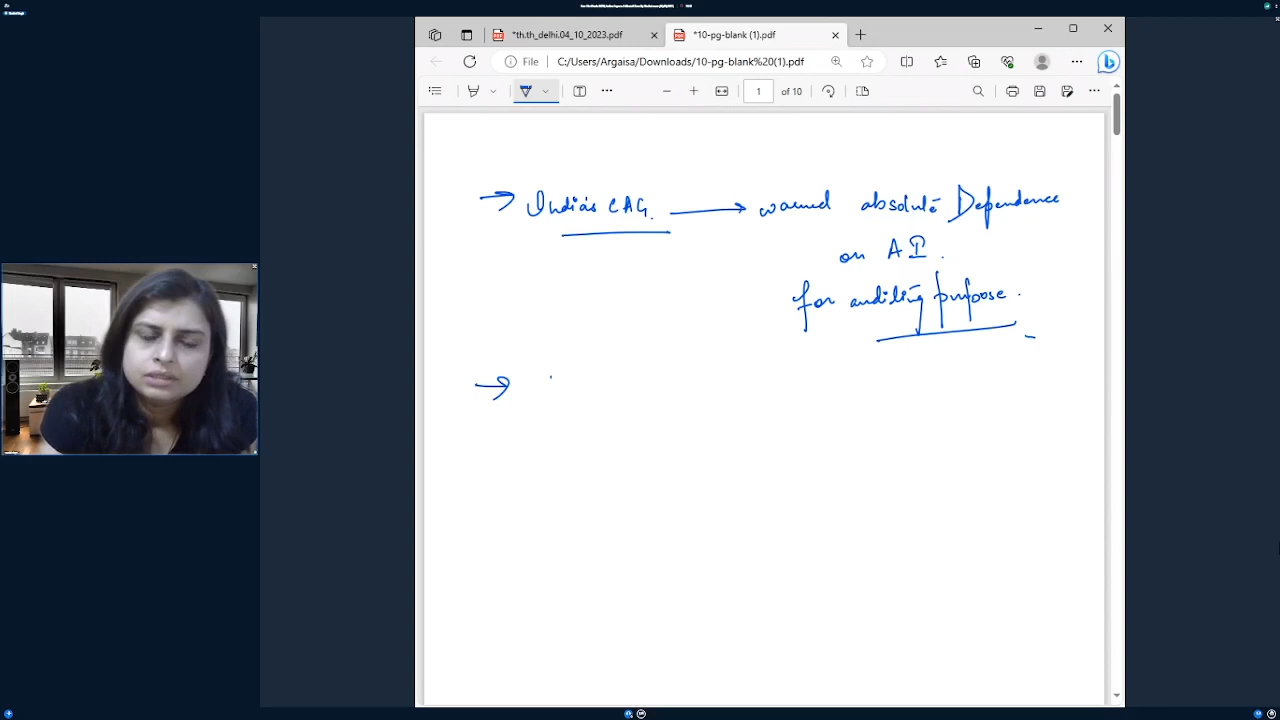 *th.th_delhi.04_10_2023.pdf
*10-pg-blank (1).pdf
File C:/Users/Argaisa/Downloads/10-pg-blank%20(1).pdf
1 of 10
→ India's CAG. → warned absolute Dependence
on AI.
for auditing purpose.
→